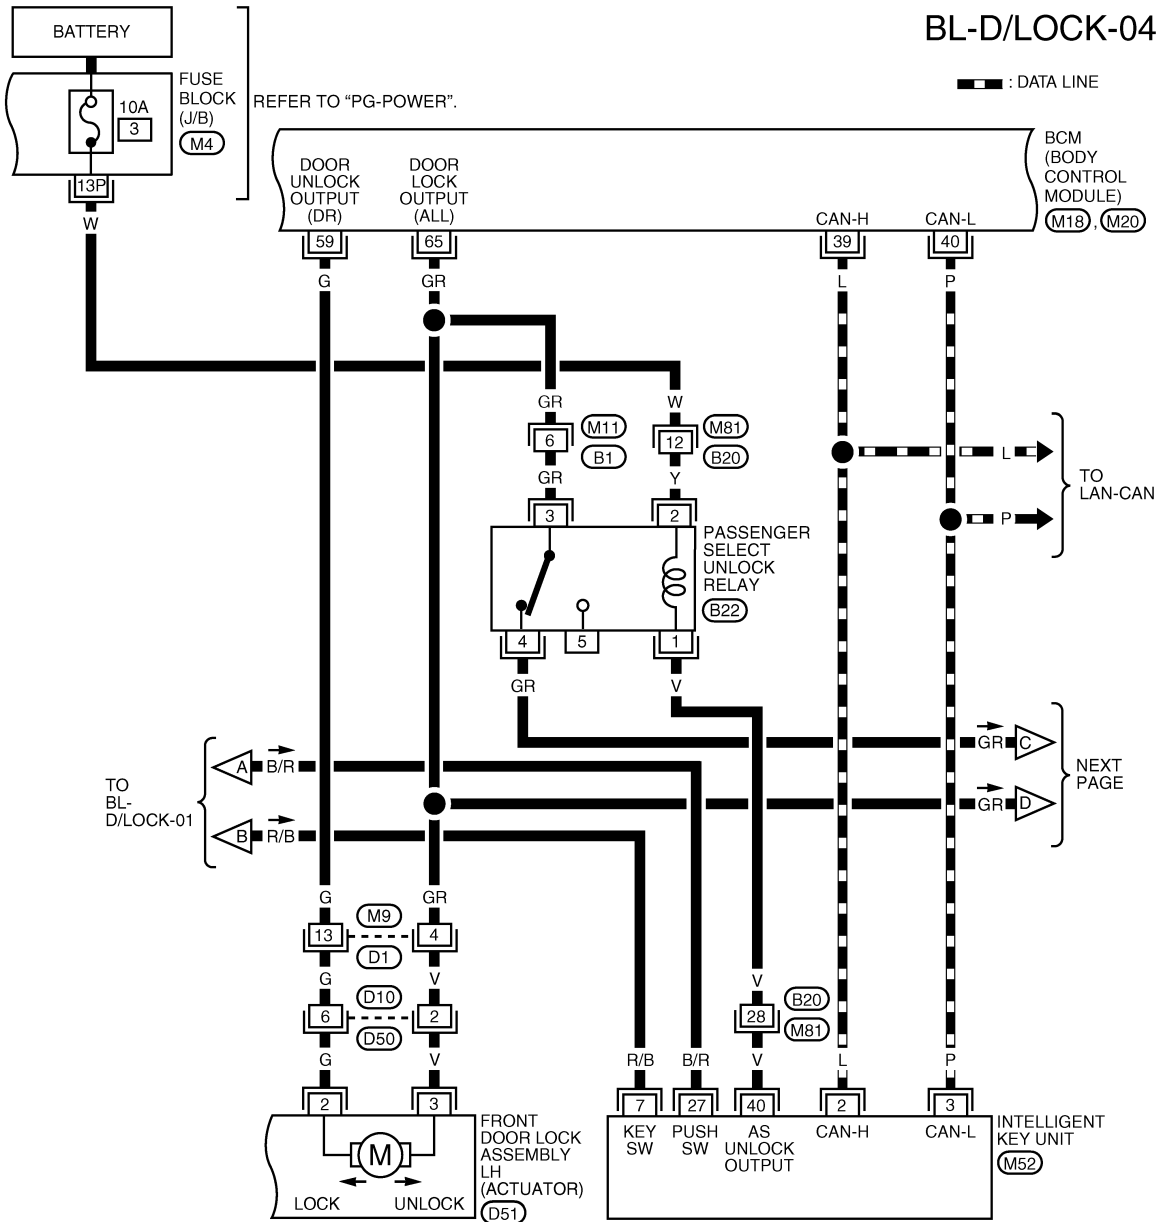 BL-D/LOCK-04
BATTERY
: DATA LINE
FUSE
BLOCK
(J/B)
M4
10A
3
13P
REFER TO “PG-POWER”.
W
BCM
(BODY
CONTROL
MODULE)
M18 , M20
DOOR
UNLOCK
OUTPUT
(DR)
DOOR
LOCK
OUTPUT
(ALL)
CAN-H
CAN-L
59
65
39
40
G
GR
L
P
GR
W
6
M11
B1
12
M81
B20
GR
Y
L
P
TO
LAN-CAN
3
2
PASSENGER
SELECT
UNLOCK
RELAY
B22
4
5
1
GR
V
GR
C
GR
D
NEXT
PAGE
TO
BL-
D/LOCK-01
A
B/R
B
R/B
G
GR
13
M9
D1
4
G
V
6
D10
D50
2
G
V
V
28
B20
M81
R/B
B/R
V
L
P
2
3
FRONT
DOOR LOCK
ASSEMBLY
LH
(ACTUATOR)
D51
M
LOCK
UNLOCK
7
27
40
2
3
KEY
SW
PUSH
SW
AS
UNLOCK
OUTPUT
CAN-H
CAN-L
INTELLIGENT
KEY UNIT
M52